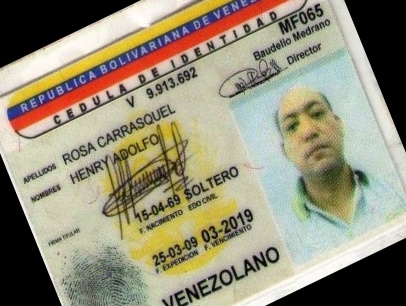 REPUBLICA BOLIVARIANA DE VENEZ
CEDULA DE IDENTIDAD
MF065
Baudelio Medrano
Director
V 9.913.692
APELLIDOS ROSA CARRASQUEL
NOMBRES HENRY ADOLFO
15-04-69 SOLTERO
F. NACIMIENTO EDO CIVIL
FIRMA TITULAR
25-03-09 03-2019
F. EXPEDICION F. VENCIMIENTO
VENEZOLANO